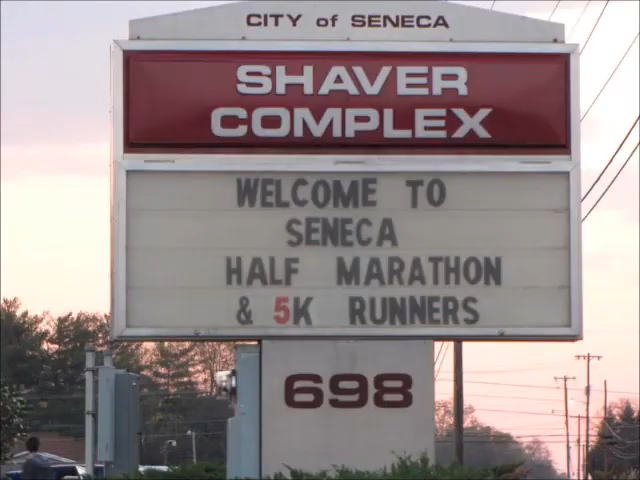 CITY of SENECA
SHAVER
COMPLEX
WELCOME TO
SENECA
HALF MARATHON
& 5K RUNNERS
698